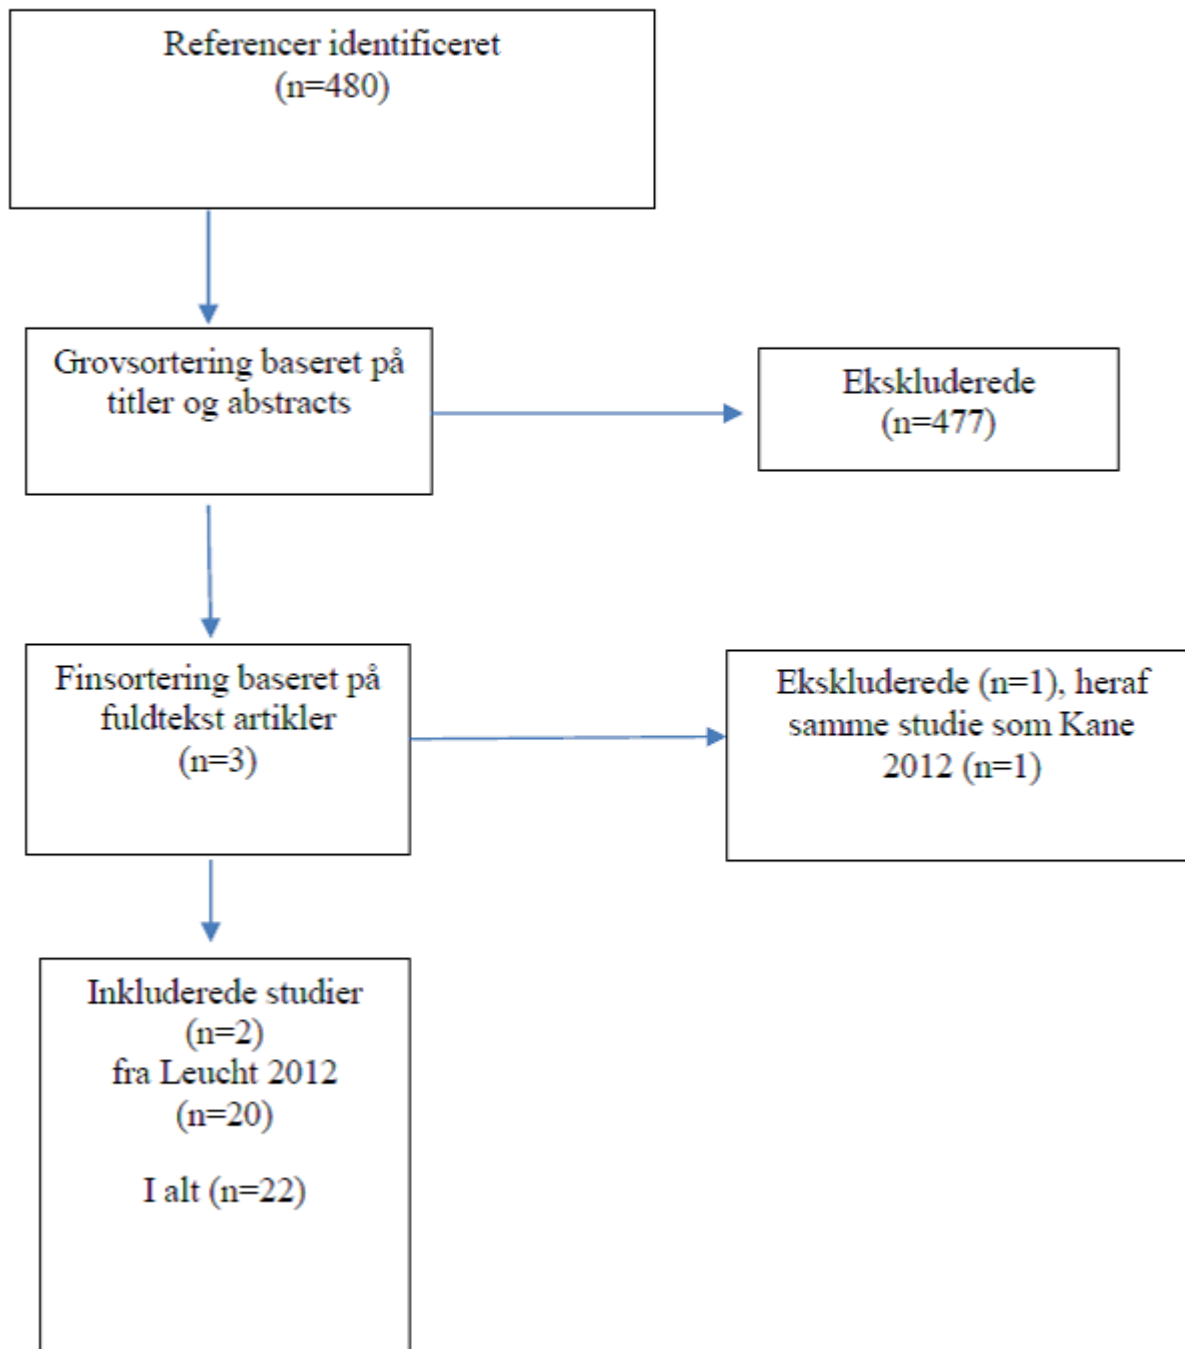 Referencer identificeret
(n=480)
Grovsortering baseret på
titler og abstracts
Ekskluderede
(n=477)
Finsortering baseret på
fuldtekst artikler
(n=3)
Ekskluderede (n=1), heraf
samme studie som Kane
2012 (n=1)
Inkluderede studier
(n=2)
fra Leucht 2012
(n=20)
I alt (n=22)